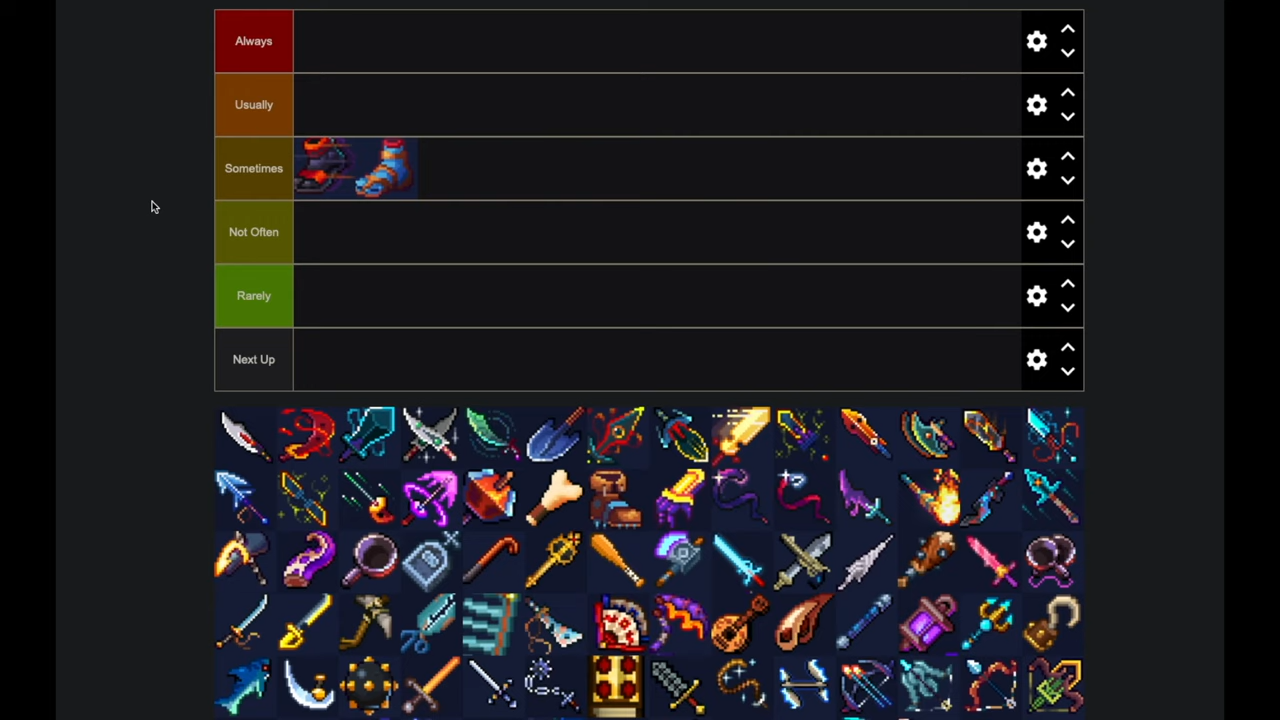 Always
Usually
Sometimes
Not Often
Rarely
Next Up